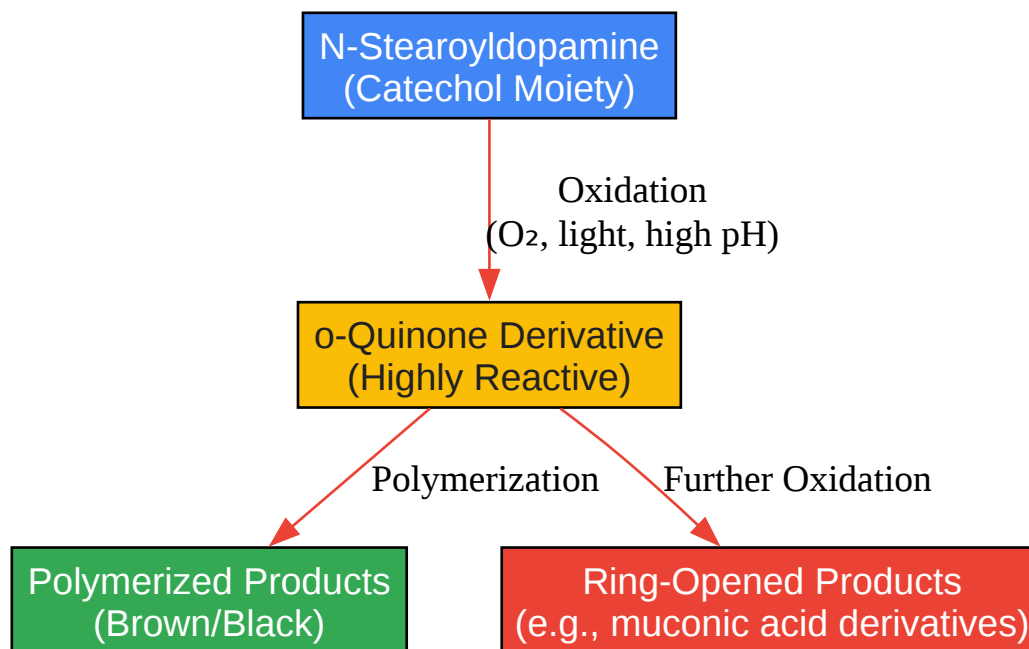 N-Stearoyldopamine
(Catechol Moiety)
Oxidation
(O₂, light, high pH)
o-Quinone Derivative
(Highly Reactive)
Polymerization
Further Oxidation
Polymerized Products
(Brown/Black)
Ring-Opened Products
(e.g., muconic acid derivatives)